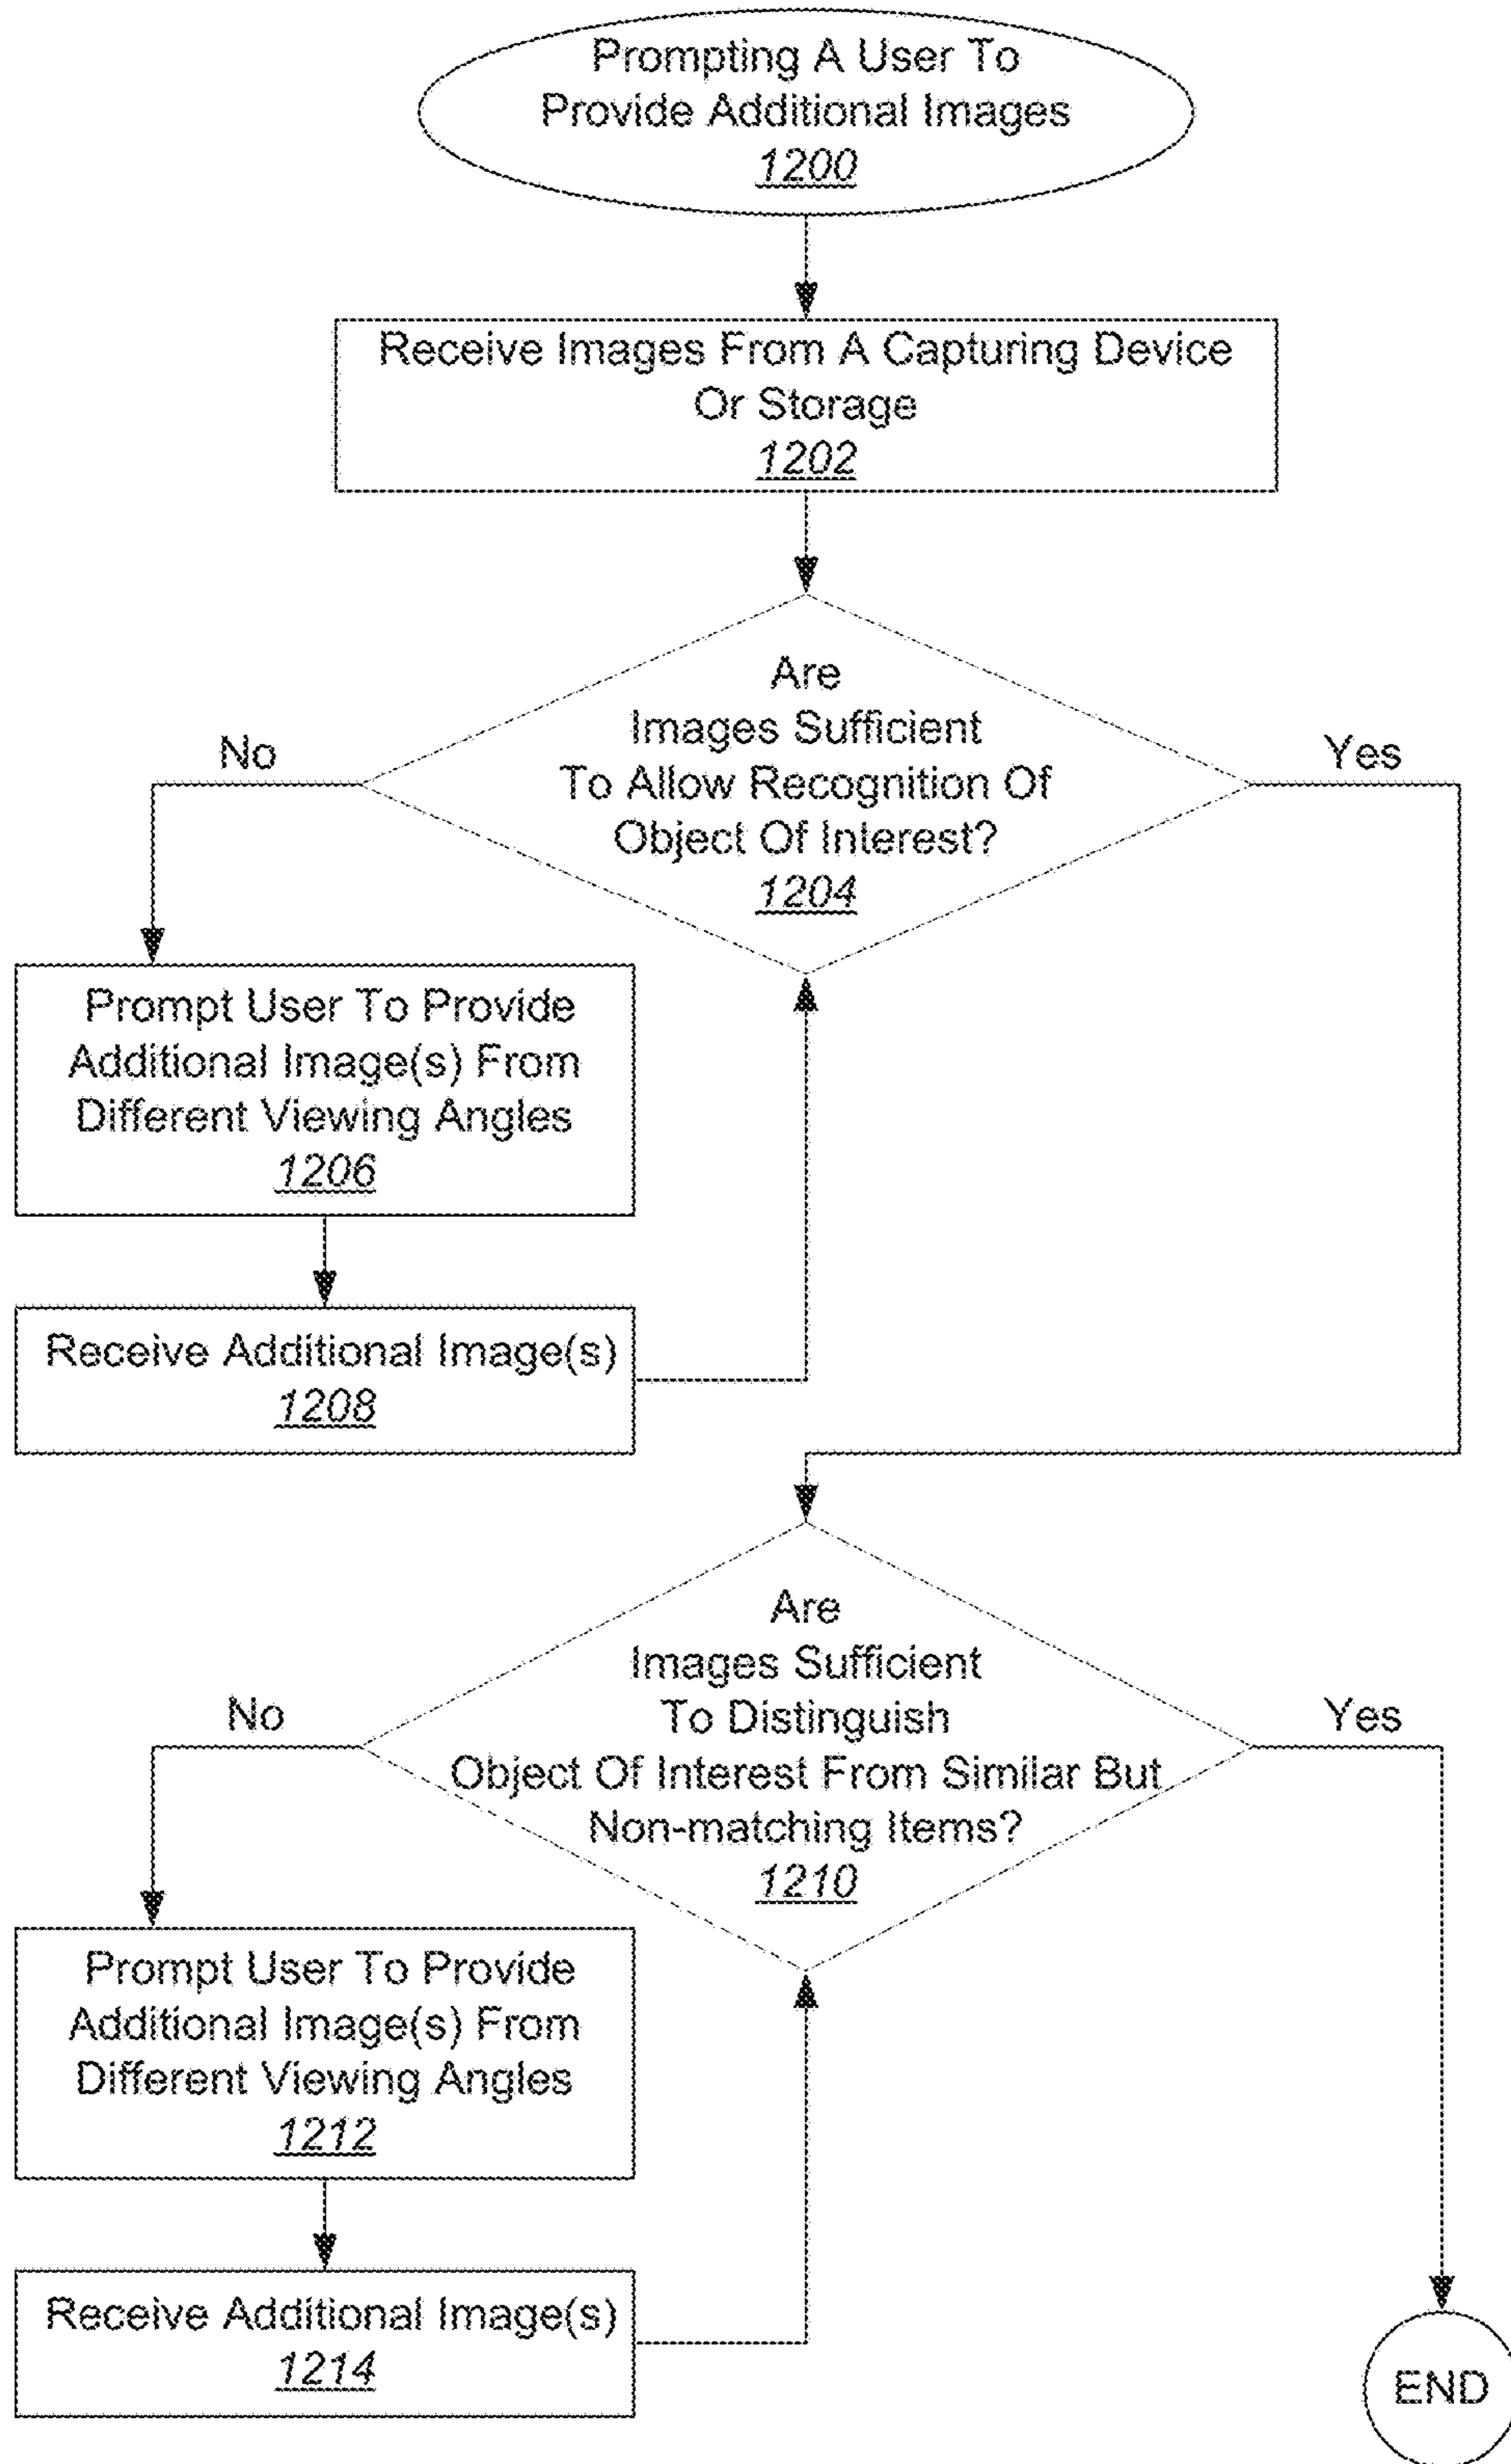 Prompting A User To
Provide Additional Images
1200
Receive Images From A Capturing Device
Or Storage
1202
Are
Images Sufficient
To Allow Recognition Of
Object Of Interest?
1204
No
Yes
Prompt User To Provide
Additional Image(s) From
Different Viewing Angles
1206
Receive Additional Image(s)
1208
Are
Images Sufficient
To Distinguish
Object Of Interest From Similar But
Non-matching Items?
1210
No
Yes
Prompt User To Provide
Additional Image(s) From
Different Viewing Angles
1212
Receive Additional Image(s)
1214
END